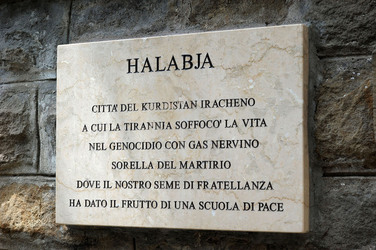 HALABJA
CITTA' DEL KURDISTAN IRACHENO
A CUI LA TIRANNIA SOFFOCO' LA VITA
NEL GENOCIDIO CON GAS NERVINO
SORELLA DEL MARTIRIO
DOVE IL NOSTRO SEME DI FRATELLANZA
HA DATO IL FRUTTO DI UNA SCUOLA DI PACE